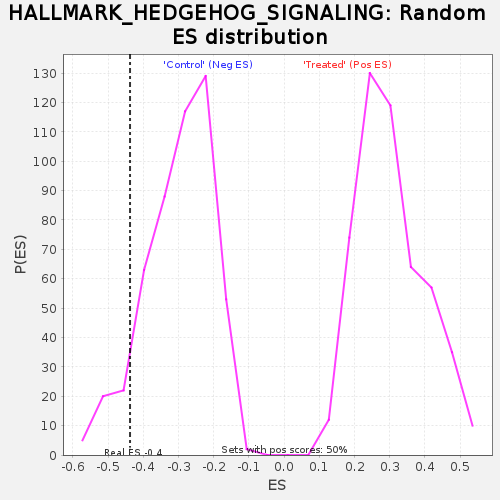 HALLMARK_HEDGEHOG_SIGNALING: Random
ES distribution
'Control' (Neg ES)
'Treated' (Pos ES)
130
120
110
100
90
80
70
60
50
40
30
20
10
0
P(ES)
Real ES -0.4
Sets with pos scores: 50%
-0.6 -0.5 -0.4 -0.3 -0.2 -0.1 0.0 0.1 0.2 0.3 0.4 0.5
ES